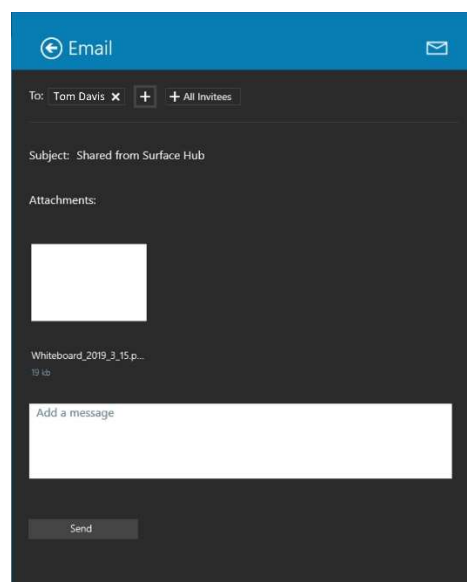 Email
To: Tom Davis × + + All Invitees
Subject: Shared from Surface Hub
Attachments:
Whiteboard_2019_3_15.p...
19 kb
Add a message
Send